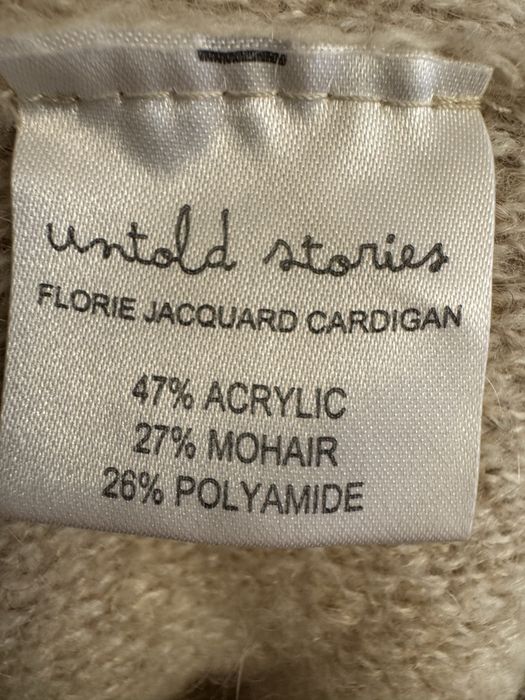 untold stories
FLORIE JACQUARD CARDIGAN
47% ACRYLIC
27% MOHAIR
26% POLYAMIDE